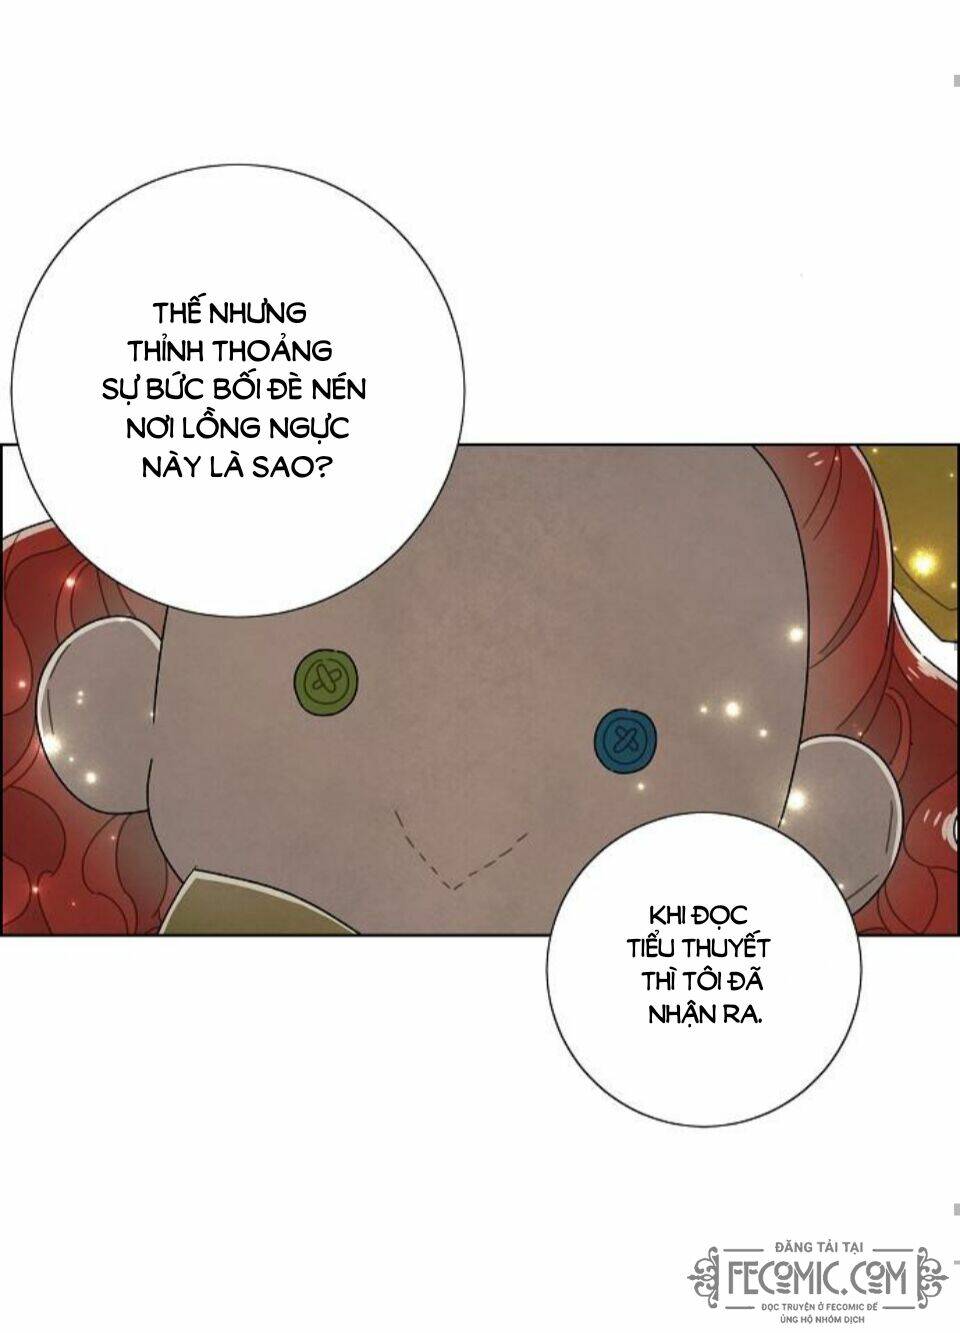 THẾ NHƯNG
THỈNH THOẢNG
SỰ BỨC BỐI ĐÈ NÉN
NƠI LỒNG NGỰC
NÀY LÀ SAO?
KHI ĐỌC
TIỂU THUYẾT
THÌ TÔI ĐÃ
NHẬN RA.
ĐĂNG TẢI TẠI
FECOMIC.COM
ĐỌC TRUYỆN Ở FECOMIC ĐỂ
ỦNG HỘ NHÓM DỊCH